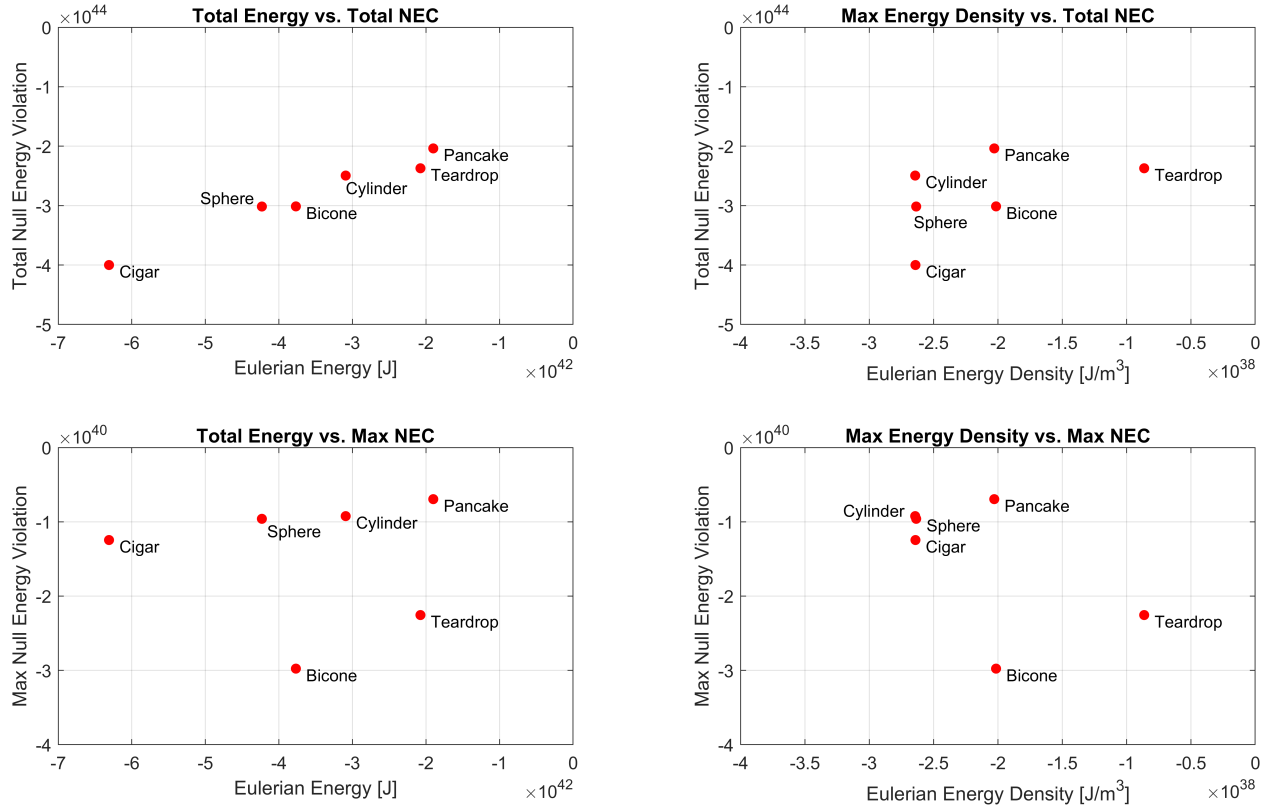 Total Energy vs. Total NEC
×10^44
0
-1
-2
-3
-4
-5
Total Null Energy Violation
Pancake
Teardrop
Cylinder
Sphere
Bicone
Cigar
-7 -6 -5 -4 -3 -2 -1 0
Eulerian Energy [J]
×10^42
Max Energy Density vs. Total NEC
×10^44
0
-1
-2
-3
-4
-5
Total Null Energy Violation
Pancake
Teardrop
Cylinder
Bicone
Sphere
Cigar
-4 -3.5 -3 -2.5 -2 -1.5 -1 -0.5 0
Eulerian Energy Density [J/m^3]
×10^38
Total Energy vs. Max NEC
×10^40
0
-1
-2
-3
-4
Max Null Energy Violation
Pancake
Cylinder
Sphere
Cigar
Teardrop
Bicone
-7 -6 -5 -4 -3 -2 -1 0
Eulerian Energy [J]
×10^42
Max Energy Density vs. Max NEC
×10^40
0
-1
-2
-3
-4
Max Null Energy Violation
Pancake
Cylinder
Sphere
Cigar
Teardrop
Bicone
-4 -3.5 -3 -2.5 -2 -1.5 -1 -0.5 0
Eulerian Energy Density [J/m^3]
×10^38